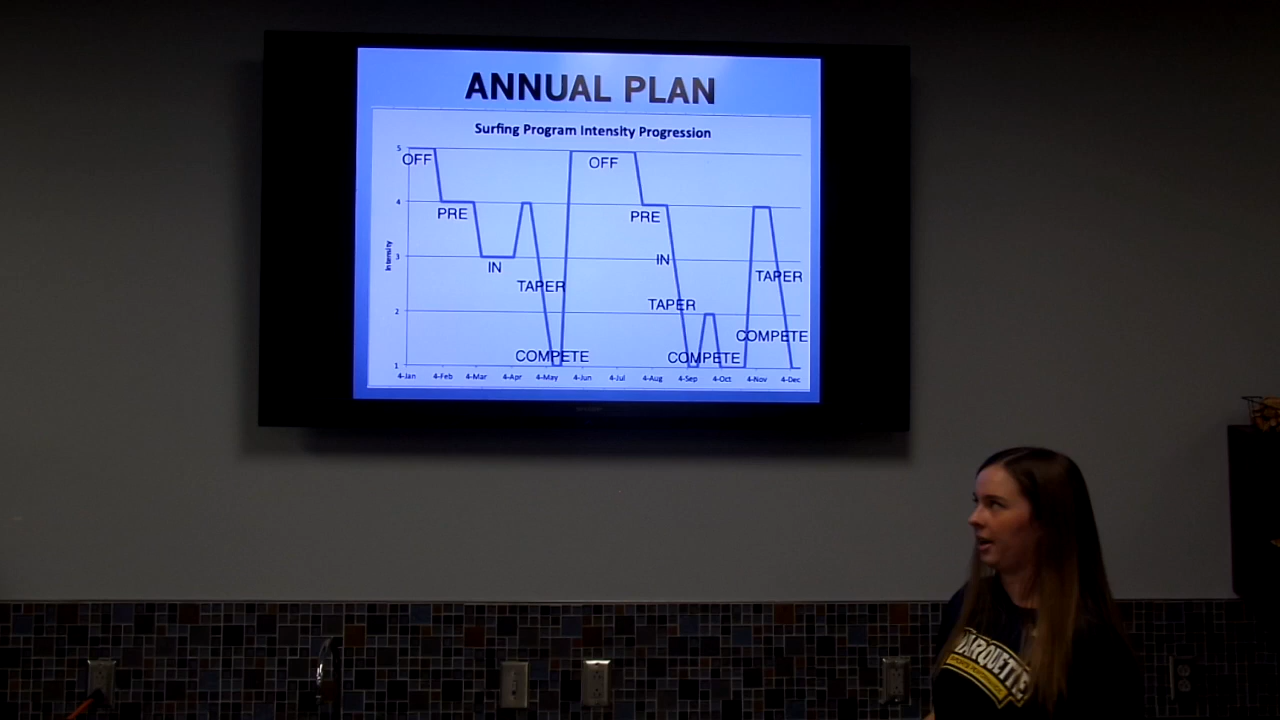 ANNUAL PLAN
Surfing Program Intensity Progression
5
OFF
OFF
4
PRE
PRE
Intensity
3
IN
IN
TAPER
TAPER
TAPER
2
COMPETE
COMPETE
COMPETE
1
4-Jan 4-Feb 4-Mar 4-Apr 4-May 4-Jun 4-Jul 4-Aug 4-Sep 4-Oct 4-Nov 4-Dec
MARQUETTE